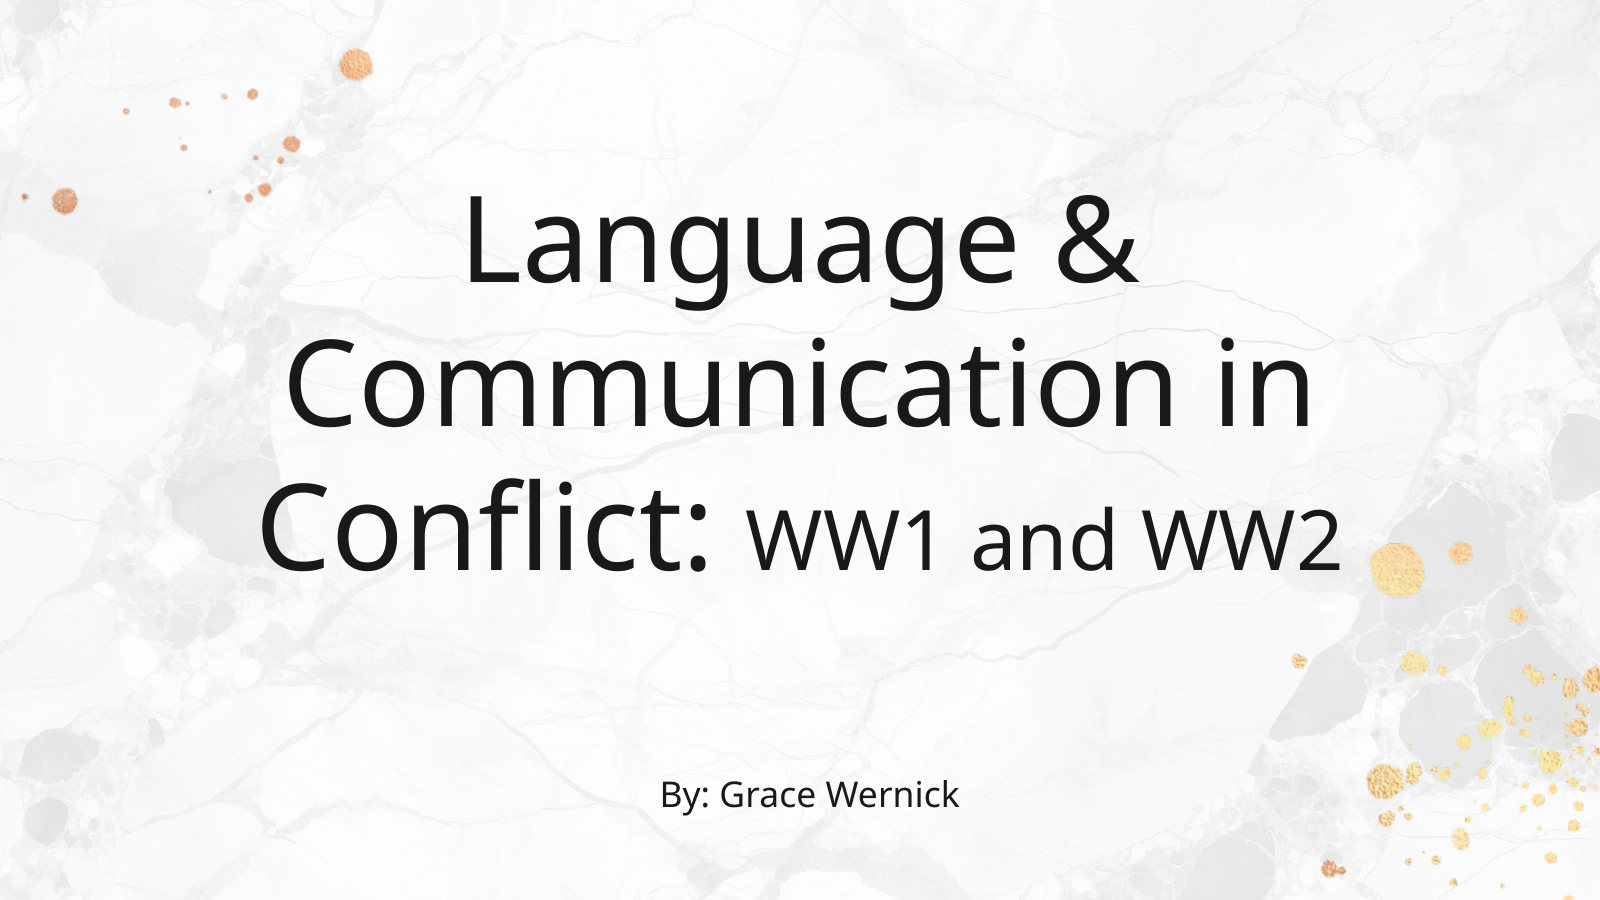 Language &
Communication in
Conflict: WW1 and WW2
By: Grace Wernick